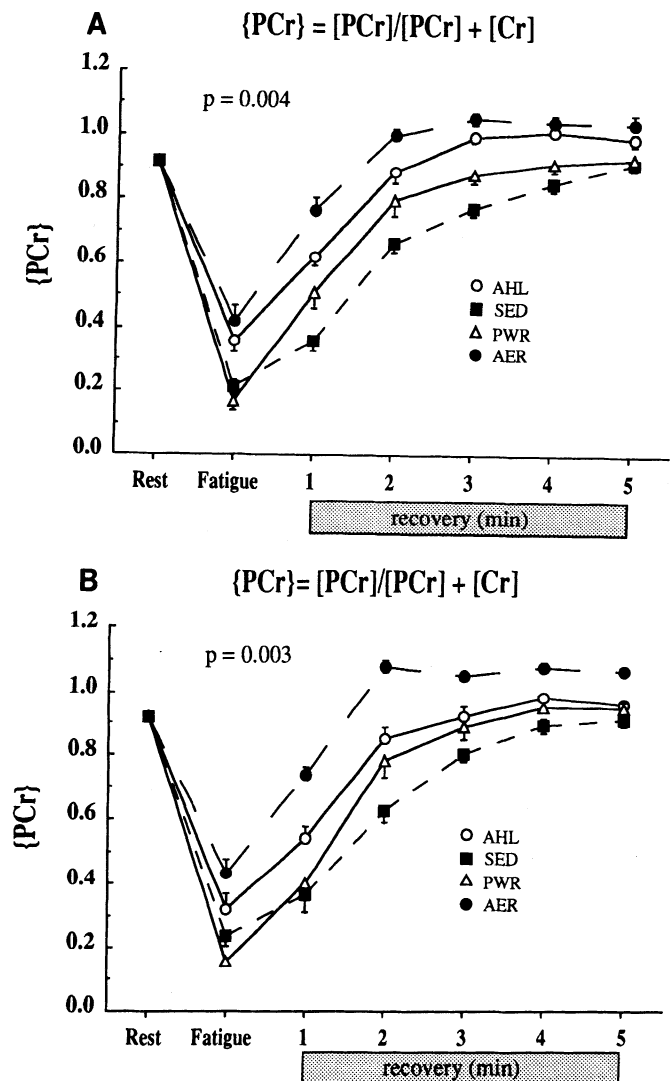 A
{PCr} = [PCr]/[PCr] + [Cr]
1.2
p = 0.004
1.0
0.8
{PCr}
0.6
0.4
0.2
0.0
AHL
SED
PWR
AER
Rest Fatigue 1 2 3 4 5
recovery (min)
B
{PCr}= [PCr]/[PCr] + [Cr]
1.2
p = 0.003
1.0
0.8
{PCr}
0.6
0.4
0.2
0.0
AHL
SED
PWR
AER
Rest Fatigue 1 2 3 4 5
recovery (min)